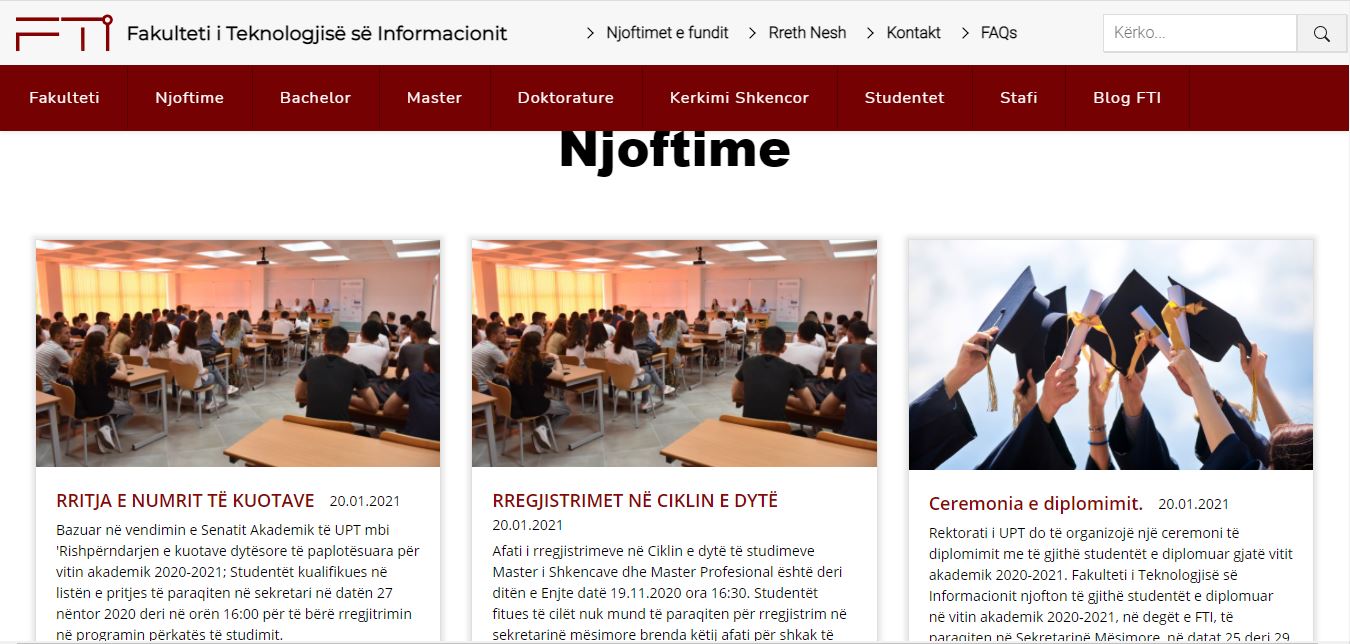 FTI Fakulteti i Teknologjisë së Informacionit Njoftimet e fundit Rreth Nesh Kontakt FAQs Kërko...
Fakulteti Njoftime Bachelor Master Doktorature Kerkimi Shkencor Studentet Stafi Blog FTI
Njoftime
RRITJA E NUMRIT TË KUOTAVE 20.01.2021
Bazuar në vendimin e Senatit Akademik të UPT mbi
'Rishpërndarjen e kuotave dytësore të paplotësuara për
vitin akademik 2020-2021; Studentët kualifikues në
listën e pritjes të paraqiten në sekretari në datën 27
nëntor 2020 deri në orën 16:00 për të bërë rregjitrimin
në programin përkatës të studimit.
RREGJISTRIMET NË CIKLIN E DYTË
20.01.2021
Afati i rregjistrimeve në Ciklin e dytë të studimeve
Master i Shkencave dhe Master Profesional është deri
ditën e Enjte datë 19.11.2020 ora 16:30. Studentët
fitues të cilët nuk mund të paraqiten për rregjistrim në
sekretarinë mësimore brenda këtij afati për shkak të
Ceremonia e diplomimit. 20.01.2021
Rektorati i UPT do të organizojë një ceremoni të
diplomimit me të gjithë studentët e diplomuar gjatë vitit
akademik 2020-2021. Fakulteti i Teknologjisë së
Informacionit njofton të gjithë studentët e diplomuar
në vitin akademik 2020-2021, në degët e FTI, të
paraqiten në Sekretarinë Mësimore, në datat 25 deri 29